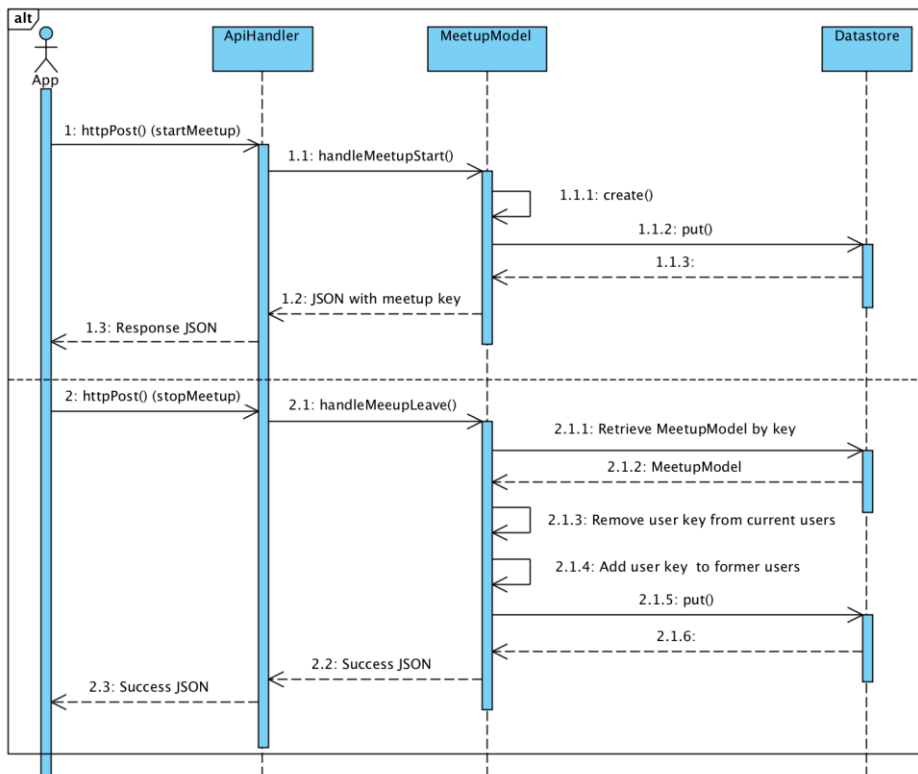 alt
App
ApiHandler
MeetupModel
Datastore
1: httpPost() (startMeetup)
1.1: handleMeetupStart()
1.1.1: create()
1.1.2: put()
1.1.3:
1.2: JSON with meetup key
1.3: Response JSON
2: httpPost() (stopMeetup)
2.1: handleMeeupLeave()
2.1.1: Retrieve MeetupModel by key
2.1.2: MeetupModel
2.1.3: Remove user key from current users
2.1.4: Add user key  to former users
2.1.5: put()
2.1.6:
2.2: Success JSON
2.3: Success JSON